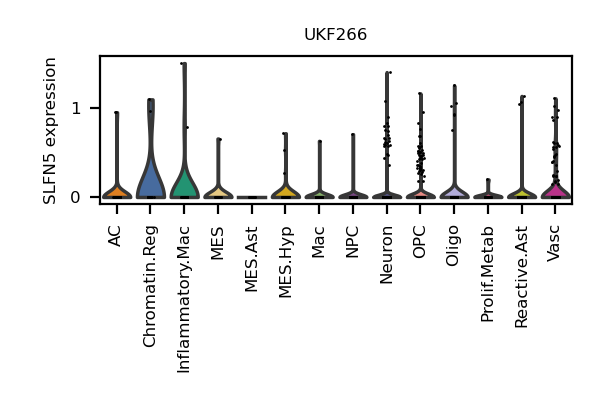 UKF266
SLFN5 expression
1
0
AC
Chromatin.Reg
Inflammatory.Mac
MES
MES.Ast
MES.Hyp
Mac
NPC
Neuron
OPC
Oligo
Prolif.Metab
Reactive.Ast
Vasc